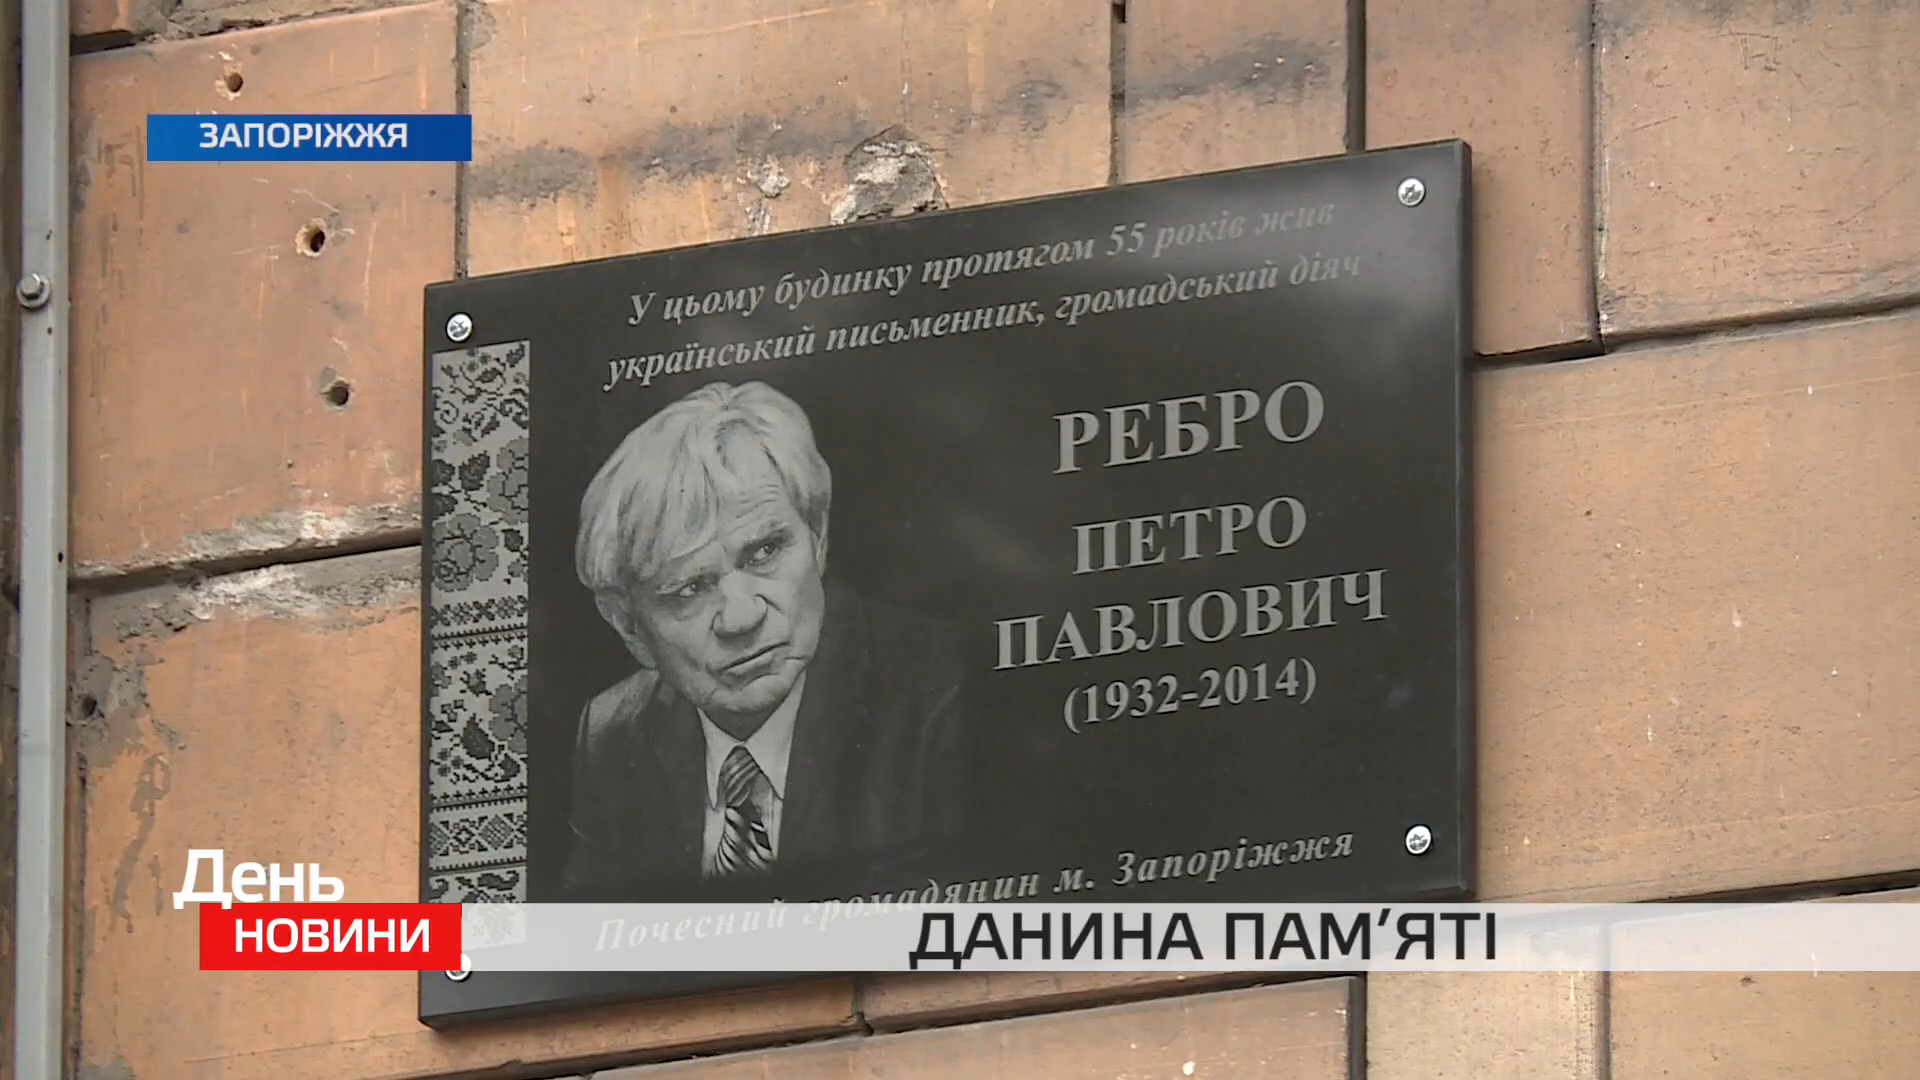 ЗАПОРІЖЖЯ
У цьому будинку протягом 55 років жив
український письменник, громадський діяч
РЕБРО
ПЕТРО
ПАВЛОВИЧ
(1932-2014)
Почесний громадянин м. Запоріжжя
День
НОВИНИ
ДАНИНА ПАМ’ЯТІ